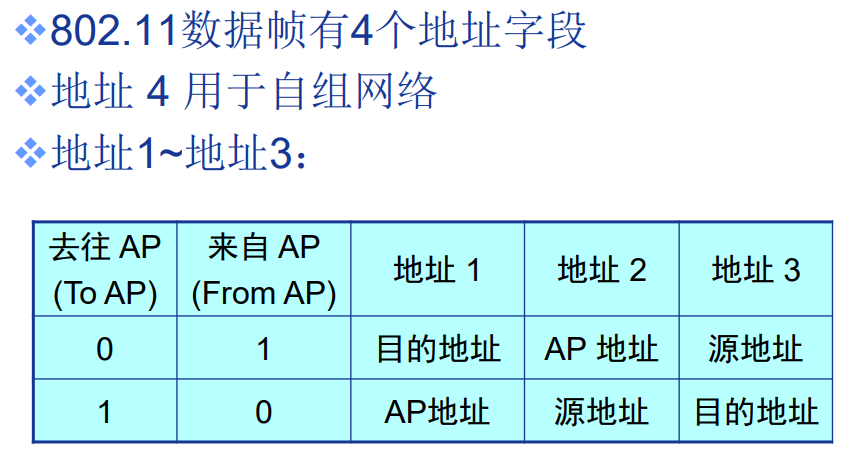 ❖802.11数据帧有4个地址字段
❖地址 4 用于自组网络
❖地址1~地址3：
去往 AP (To AP) 来自 AP (From AP) 地址 1 地址 2 地址 3
0 1 目的地址 AP 地址 源地址
1 0 AP地址 源地址 目的地址